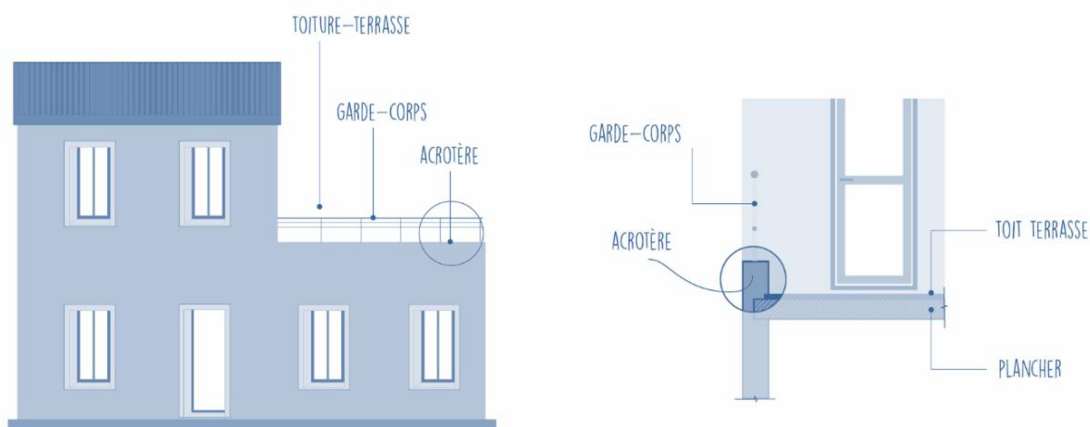 TOITURE-TERRASSE
GARDE-CORPS
ACROTÈRE
GARDE-CORPS
ACROTÈRE
TOIT TERRASSE
PLANCHER